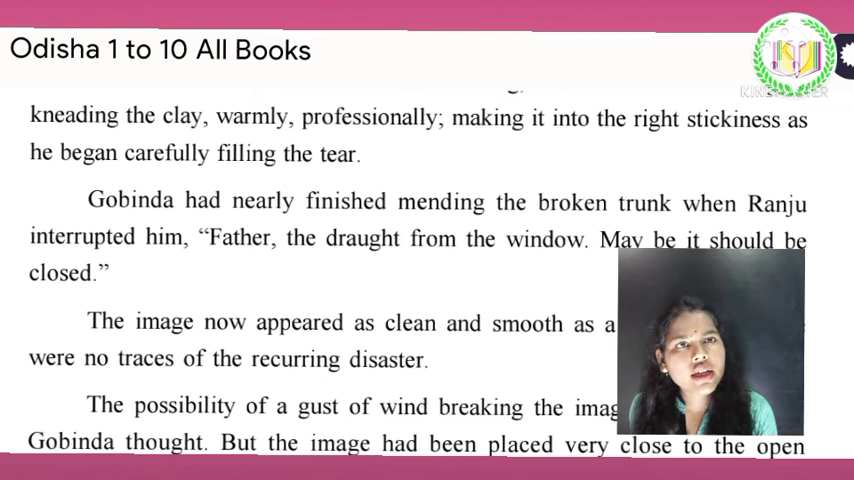 Odisha 1 to 10 All Books
KINEMASTER
kneading the clay, warmly, professionally; making it into the right stickiness as
he began carefully filling the tear.
Gobinda had nearly finished mending the broken trunk when Ranju
interrupted him, “Father, the draught from the window. May be it should be
closed.”
The image now appeared as clean and smooth as a
were no traces of the recurring disaster.
The possibility of a gust of wind breaking the
Gobinda thought. But the image had been placed very close to the open